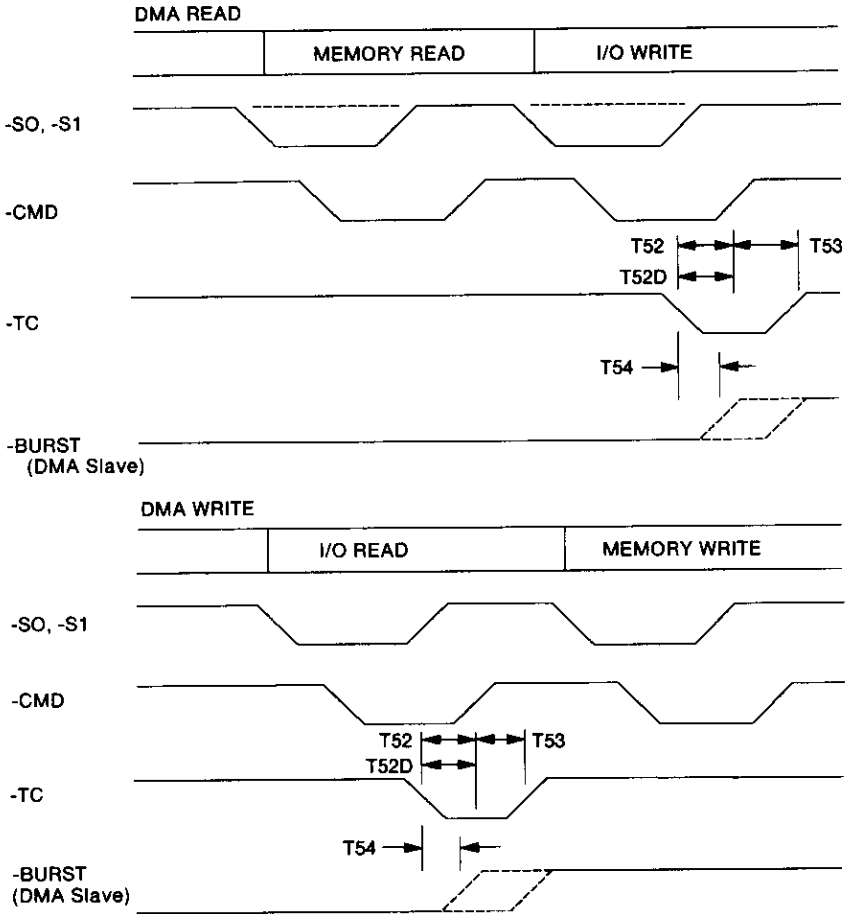 DMA READ
MEMORY READ I/O WRITE
-SO, -S1
-CMD
T52 T53
T52D
-TC
T54
-BURST
(DMA Slave)
DMA WRITE
I/O READ MEMORY WRITE
-SO, -S1
-CMD
T52 T53
T52D
-TC
T54
-BURST
(DMA Slave)